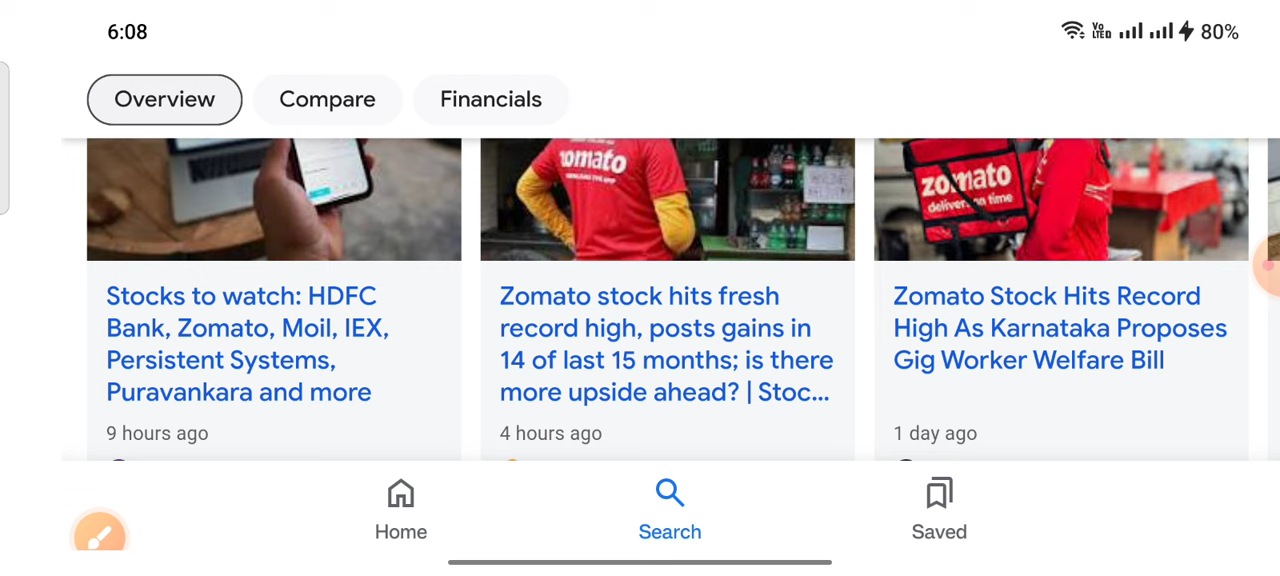 6:08
Vo
LTED
80%
Overview
Compare
Financials
zomato
zomato
delivery on time
Stocks to watch: HDFC
Bank, Zomato, Moil, IEX,
Persistent Systems,
Puravankara and more
9 hours ago
Zomato stock hits fresh
record high, posts gains in
14 of last 15 months; is there
more upside ahead? | Stoc...
4 hours ago
Zomato Stock Hits Record
High As Karnataka Proposes
Gig Worker Welfare Bill
1 day ago
Home
Search
Saved